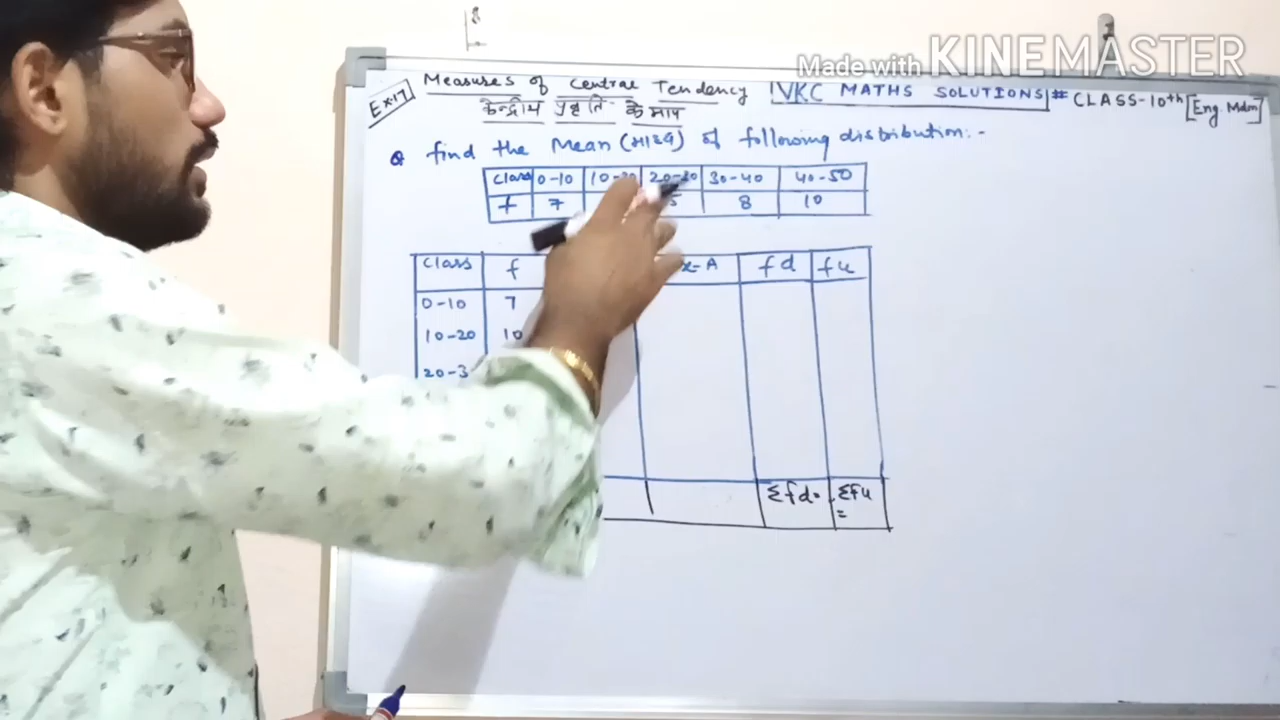 Made with KINEMASTER
Ex.17 Measures of Central Tendency VKC MATHS SOLUTIONS # CLASS-10th [Eng. Mdm]
केन्द्रीय प्रवृति के माप
Q find the Mean (माध्य) of following distribution:-
Class 0-10 10-20 20-30 30-40 40-50
f 7 5 8 10
Class f x-A fd fu
0-10 7
10-20 10
20-3
Σfd= Σfu
=